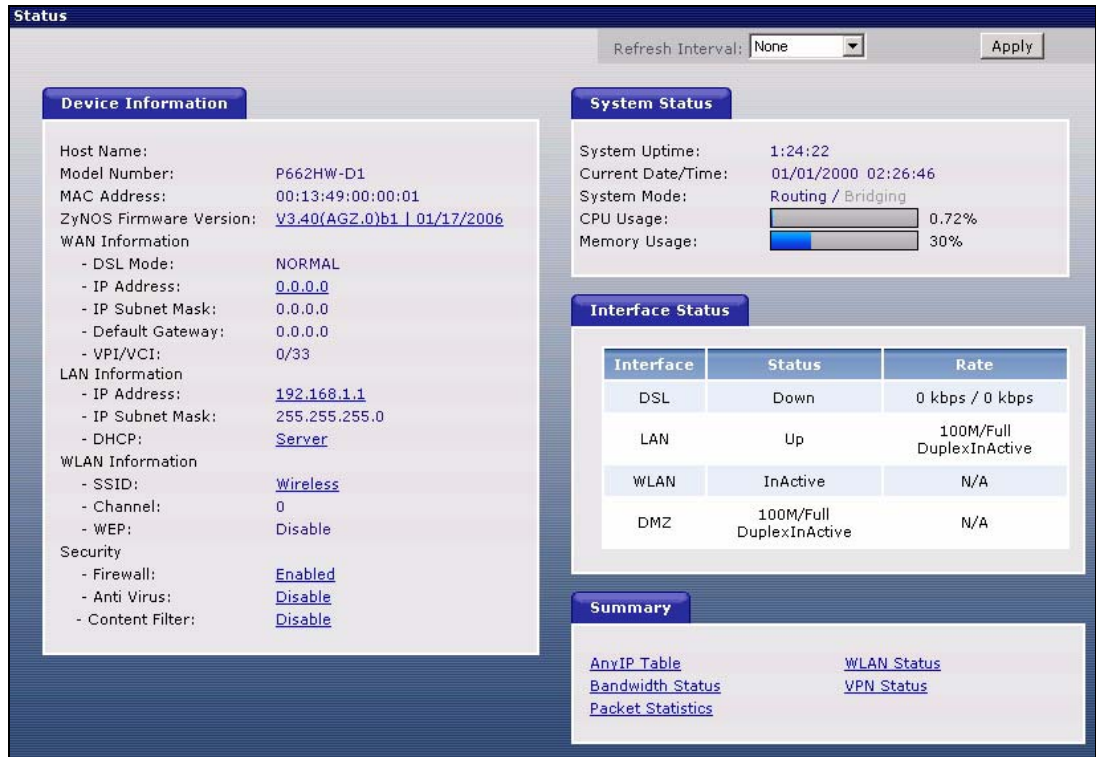 Status
Refresh Interval: None Apply
Device Information
Host Name:
Model Number: P662HW-D1
MAC Address: 00:13:49:00:00:01
ZyNOS Firmware Version: V3.40(AGZ.0)b1 | 01/17/2006
WAN Information
- DSL Mode: NORMAL
- IP Address: 0.0.0.0
- IP Subnet Mask: 0.0.0.0
- Default Gateway: 0.0.0.0
- VPI/VCI: 0/33
LAN Information
- IP Address: 192.168.1.1
- IP Subnet Mask: 255.255.255.0
- DHCP: Server
WLAN Information
- SSID: Wireless
- Channel: 0
- WEP: Disable
Security
- Firewall: Enabled
- Anti Virus: Disable
- Content Filter: Disable
System Status
System Uptime: 1:24:22
Current Date/Time: 01/01/2000 02:26:46
System Mode: Routing / Bridging
CPU Usage: 0.72%
Memory Usage: 30%
Interface Status
Interface Status Rate
DSL Down 0 kbps / 0 kbps
LAN Up 100M/Full
DuplexInActive
WLAN InActive N/A
DMZ 100M/Full
DuplexInActive N/A
Summary
AnyIP Table WLAN Status
Bandwidth Status VPN Status
Packet Statistics